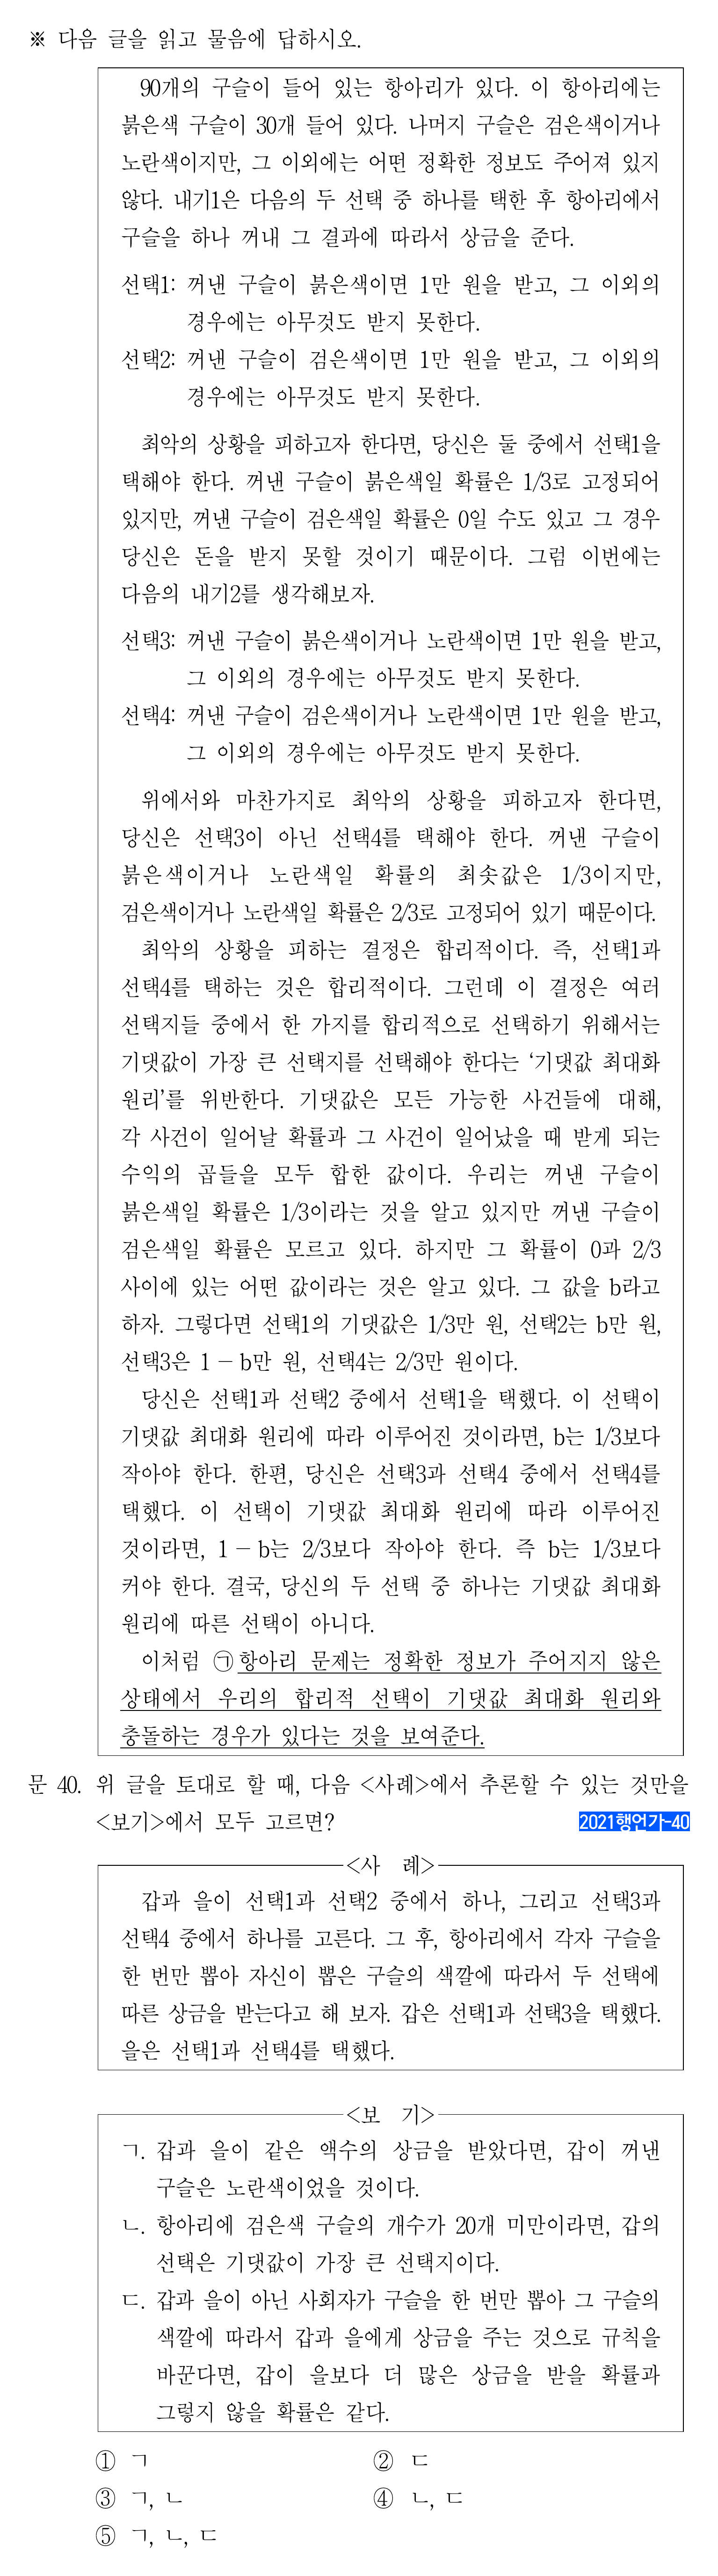 ※ 다음 글을 읽고 물음에 답하시오.
90개의 구슬이 들어 있는 항아리가 있다. 이 항아리에는
붉은색 구슬이 30개 들어 있다. 나머지 구슬은 검은색이거나
노란색이지만, 그 이외에는 어떤 정확한 정보도 주어져 있지
않다. 내기1은 다음의 두 선택 중 하나를 택한 후 항아리에서
구슬을 하나 꺼내 그 결과에 따라서 상금을 준다.
선택1: 꺼낸 구슬이 붉은색이면 1만 원을 받고, 그 이외의
경우에는 아무것도 받지 못한다.
선택2: 꺼낸 구슬이 검은색이면 1만 원을 받고, 그 이외의
경우에는 아무것도 받지 못한다.
최악의 상황을 피하고자 한다면, 당신은 둘 중에서 선택1을
택해야 한다. 꺼낸 구슬이 붉은색일 확률은 1/3로 고정되어
있지만, 꺼낸 구슬이 검은색일 확률은 0일 수도 있고 그 경우
당신은 돈을 받지 못할 것이기 때문이다. 그럼 이번에는
다음의 내기2를 생각해보자.
선택3: 꺼낸 구슬이 붉은색이거나 노란색이면 1만 원을 받고,
그 이외의 경우에는 아무것도 받지 못한다.
선택4: 꺼낸 구슬이 검은색이거나 노란색이면 1만 원을 받고,
그 이외의 경우에는 아무것도 받지 못한다.
위에서와 마찬가지로 최악의 상황을 피하고자 한다면,
당신은 선택3이 아닌 선택4를 택해야 한다. 꺼낸 구슬이
붉은색이거나 노란색일 확률의 최솟값은 1/3이지만,
검은색이거나 노란색일 확률은 2/3로 고정되어 있기 때문이다.
최악의 상황을 피하는 결정은 합리적이다. 즉, 선택1과
선택4를 택하는 것은 합리적이다. 그런데 이 결정은 여러
선택지들 중에서 한 가지를 합리적으로 선택하기 위해서는
기댓값이 가장 큰 선택지를 선택해야 한다는 ‘기댓값 최대화
원리’를 위반한다. 기댓값은 모든 가능한 사건들에 대해,
각 사건이 일어날 확률과 그 사건이 일어났을 때 받게 되는
수익의 곱들을 모두 합한 값이다. 우리는 꺼낸 구슬이
붉은색일 확률은 1/3이라는 것을 알고 있지만 꺼낸 구슬이
검은색일 확률은 모르고 있다. 하지만 그 확률이 0과 2/3
사이에 있는 어떤 값이라는 것은 알고 있다. 그 값을 b라고
하자. 그렇다면 선택1의 기댓값은 1/3만 원, 선택2는 b만 원,
선택3은 1 − b만 원, 선택4는 2/3만 원이다.
당신은 선택1과 선택2 중에서 선택1을 택했다. 이 선택이
기댓값 최대화 원리에 따라 이루어진 것이라면, b는 1/3보다
작아야 한다. 한편, 당신은 선택3과 선택4 중에서 선택4를
택했다. 이 선택이 기댓값 최대화 원리에 따라 이루어진
것이라면, 1 − b는 2/3보다 작아야 한다. 즉 b는 1/3보다
커야 한다. 결국, 당신의 두 선택 중 하나는 기댓값 최대화
원리에 따른 선택이 아니다.
이처럼 ㉠항아리 문제는 정확한 정보가 주어지지 않은
상태에서 우리의 합리적 선택이 기댓값 최대화 원리와
충돌하는 경우가 있다는 것을 보여준다.
문 40. 위 글을 토대로 할 때, 다음 <사례>에서 추론할 수 있는 것만을
<보기>에서 모두 고르면? 2021행언가-40
<사 례>
갑과 을이 선택1과 선택2 중에서 하나, 그리고 선택3과
선택4 중에서 하나를 고른다. 그 후, 항아리에서 각자 구슬을
한 번만 뽑아 자신이 뽑은 구슬의 색깔에 따라서 두 선택에
따른 상금을 받는다고 해 보자. 갑은 선택1과 선택3을 택했다.
을은 선택1과 선택4를 택했다.
<보 기>
ㄱ. 갑과 을이 같은 액수의 상금을 받았다면, 갑이 꺼낸
구슬은 노란색이었을 것이다.
ㄴ. 항아리에 검은색 구슬의 개수가 20개 미만이라면, 갑의
선택은 기댓값이 가장 큰 선택지이다.
ㄷ. 갑과 을이 아닌 사회자가 구슬을 한 번만 뽑아 그 구슬의
색깔에 따라서 갑과 을에게 상금을 주는 것으로 규칙을
바꾼다면, 갑이 을보다 더 많은 상금을 받을 확률과
그렇지 않을 확률은 같다.
① ㄱ ② ㄷ
③ ㄱ, ㄴ ④ ㄴ, ㄷ
⑤ ㄱ, ㄴ, ㄷ